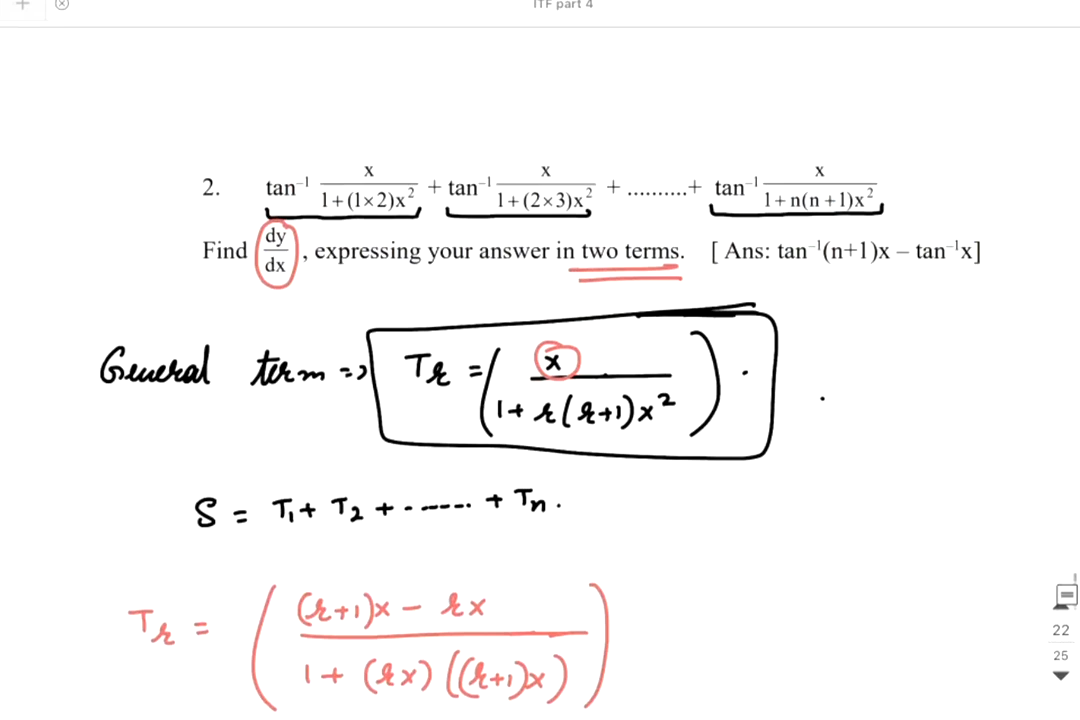 ITF part 4
2. tan⁻¹ x/(1+(1×2)x²) + tan⁻¹ x/(1+(2×3)x²) + ..........+ tan⁻¹ x/(1+n(n+1)x²)
Find dy/dx, expressing your answer in two terms. [ Ans: tan⁻¹(n+1)x – tan⁻¹x]
General term => Tr = ( x / (1 + r(r+1)x²) ).
S = T₁ + T₂ + ....... + Tn.
Tr = ( ((r+1)x – rx) / (1 + (rx)((r+1)x)) )
22
25